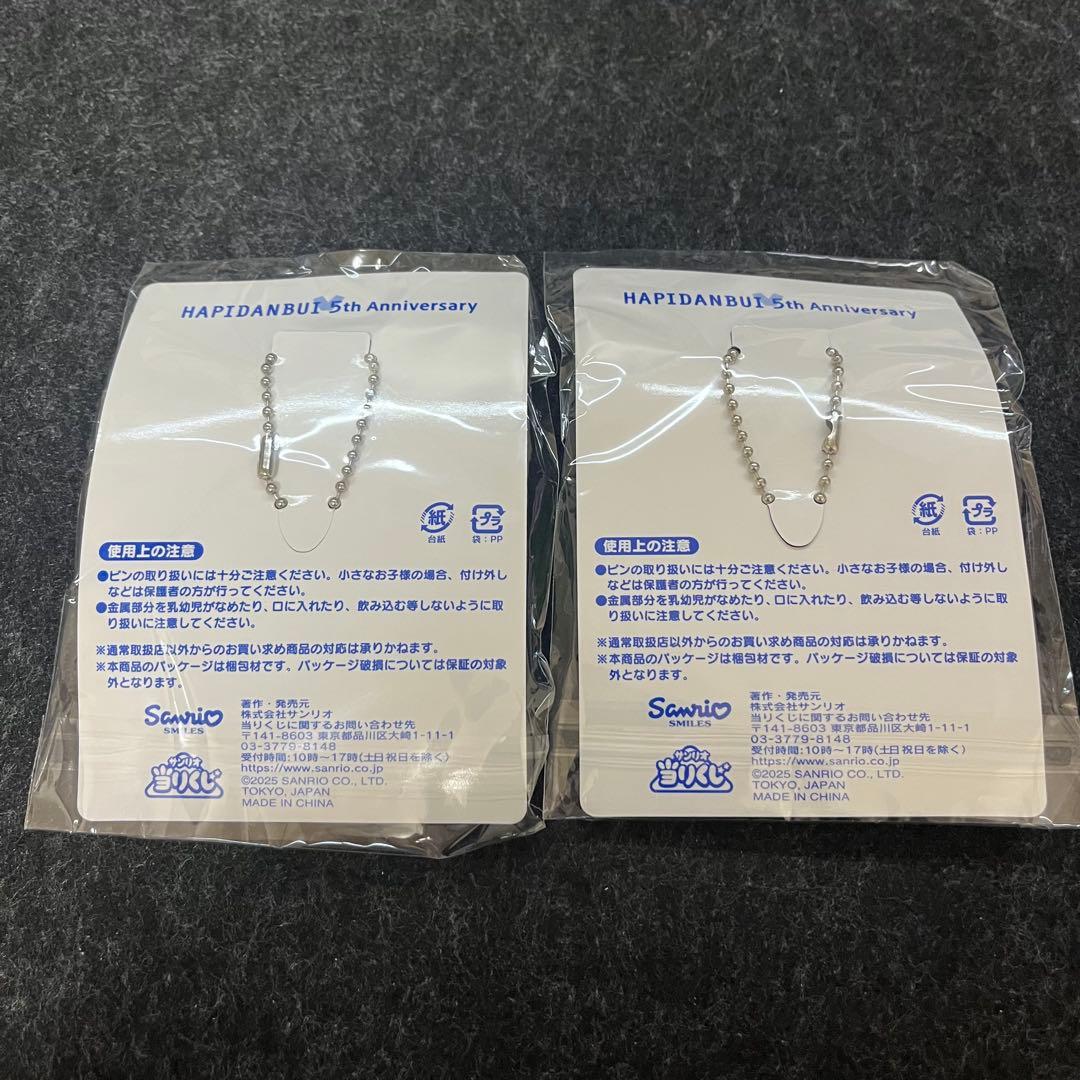 HAPIDANBUI 5th Anniversary
紙
台紙
プラ
袋：PP
使用上の注意
●ピンの取り扱いには十分ご注意ください。小さなお子様の場合、付け外し
などは保護者の方が行ってください。
●金属部分を乳幼児がなめたり、口に入れたり、飲み込む等しないように取
り扱いに注意してください。
※通常取扱店以外からのお買い求め商品の対応は承りかねます。
※本商品のパッケージは梱包材です。パッケージ破損については保証の対象
外となります。
Sanrio
SMILES
サンリオ
当りくじ
著作・発売元
株式会社サンリオ
当りくじに関するお問い合わせ先
〒141-8603 東京都品川区大崎1-11-1
03-3779-8148
受付時間：10時〜17時(土日祝日を除く)
https://www.sanrio.co.jp
©2025 SANRIO CO., LTD.
TOKYO, JAPAN
MADE IN CHINA
HAPIDANBUI 5th Anniversary
紙
台紙
プラ
袋：PP
使用上の注意
●ピンの取り扱いには十分ご注意ください。小さなお子様の場合、付け外し
などは保護者の方が行ってください。
●金属部分を乳幼児がなめたり、口に入れたり、飲み込む等しないように取
り扱いに注意してください。
※通常取扱店以外からのお買い求め商品の対応は承りかねます。
※本商品のパッケージは梱包材です。パッケージ破損については保証の対象
外となります。
Sanrio
SMILES
サンリオ
当りくじ
著作・発売元
株式会社サンリオ
当りくじに関するお問い合わせ先
〒141-8603 東京都品川区大崎1-11-1
03-3779-8148
受付時間：10時〜17時(土日祝日を除く)
https://www.sanrio.co.jp
©2025 SANRIO CO., LTD.
TOKYO, JAPAN
MADE IN CHINA